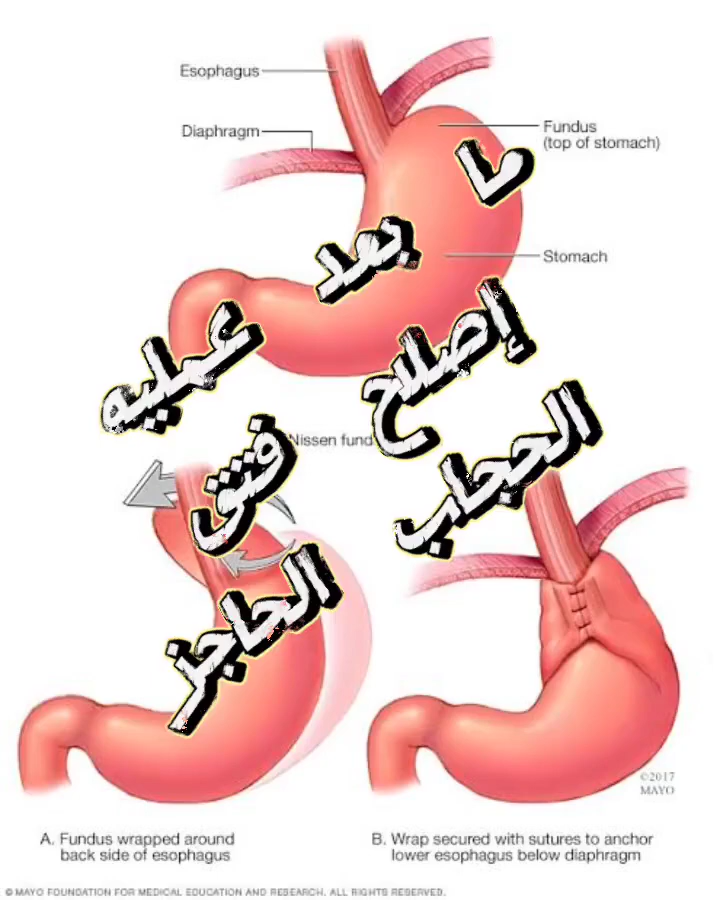 Esophagus
Diaphragm
Fundus
(top of stomach)
Stomach
ما
بعد
عمليه
إصلاح
فتق
الحجاب
الحاجز
Nissen fund
A. Fundus wrapped around
back side of esophagus
B. Wrap secured with sutures to anchor
lower esophagus below diaphragm
©2017
MAYO
© MAYO FOUNDATION FOR MEDICAL EDUCATION AND RESEARCH. ALL RIGHTS RESERVED.